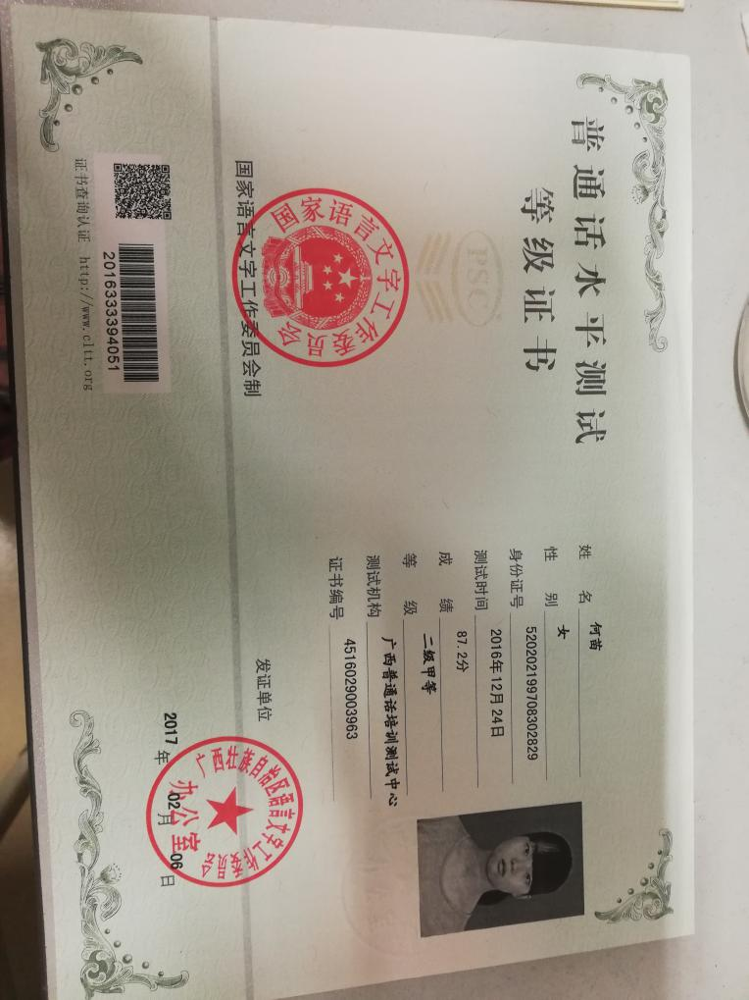 普通话水平测试
等级证书
PSC
国家语言文字工作委员会
国家语言文字工作委员会制
2016333394051
证书查询认证 http://www.cltt.org
姓 名 何苗
性 别 女
身份证号 520202199708302829
测试时间 2016年12月24日
成 绩 87.2分
等 级 二级甲等
测试机构 广西普通话培训测试中心
证书编号 4516029003963
发证单位
广西壮族自治区语言文字工作委员会
办公室
2017 年 02 月 06 日